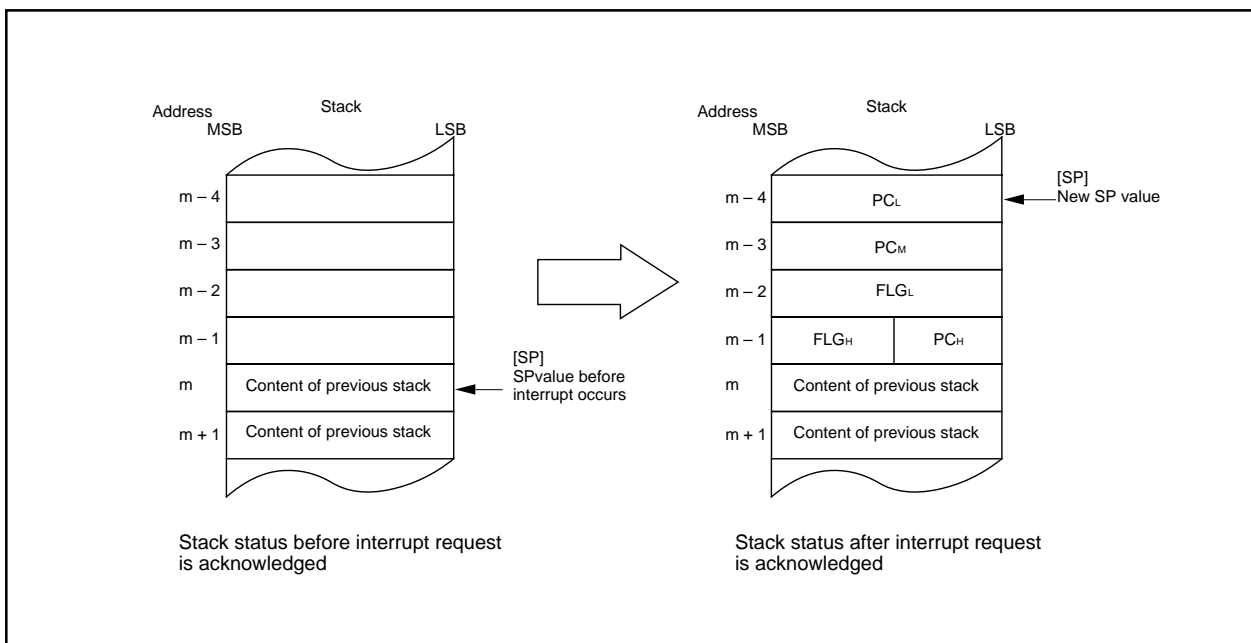 Address
Stack
MSB
LSB
m – 4
m – 3
m – 2
m – 1
m
Content of previous stack
m + 1
Content of previous stack
[SP]
SPvalue before
interrupt occurs
Stack status before interrupt request
is acknowledged
Address
Stack
MSB
LSB
m – 4
PCL
[SP]
New SP value
m – 3
PCM
m – 2
FLGL
m – 1
FLGH
PCH
m
Content of previous stack
m + 1
Content of previous stack
Stack status after interrupt request
is acknowledged